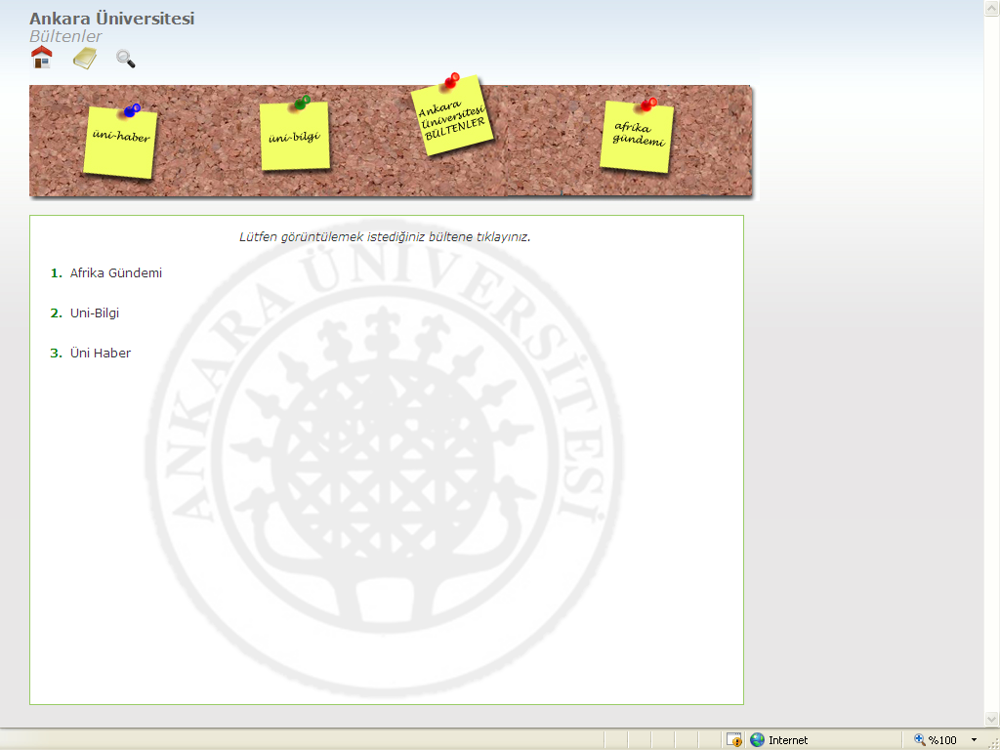 Ankara Üniversitesi
Bültenler
üni-haber
üni-bilgi
Ankara
Üniversitesi
BÜLTENLER
afrika
gündemi
Lütfen görüntülemek istediğiniz bültene tıklayınız.
1. Afrika Gündemi
2. Uni-Bilgi
3. Üni Haber
ANKARA ÜNİVERSİTESİ
Internet
%100